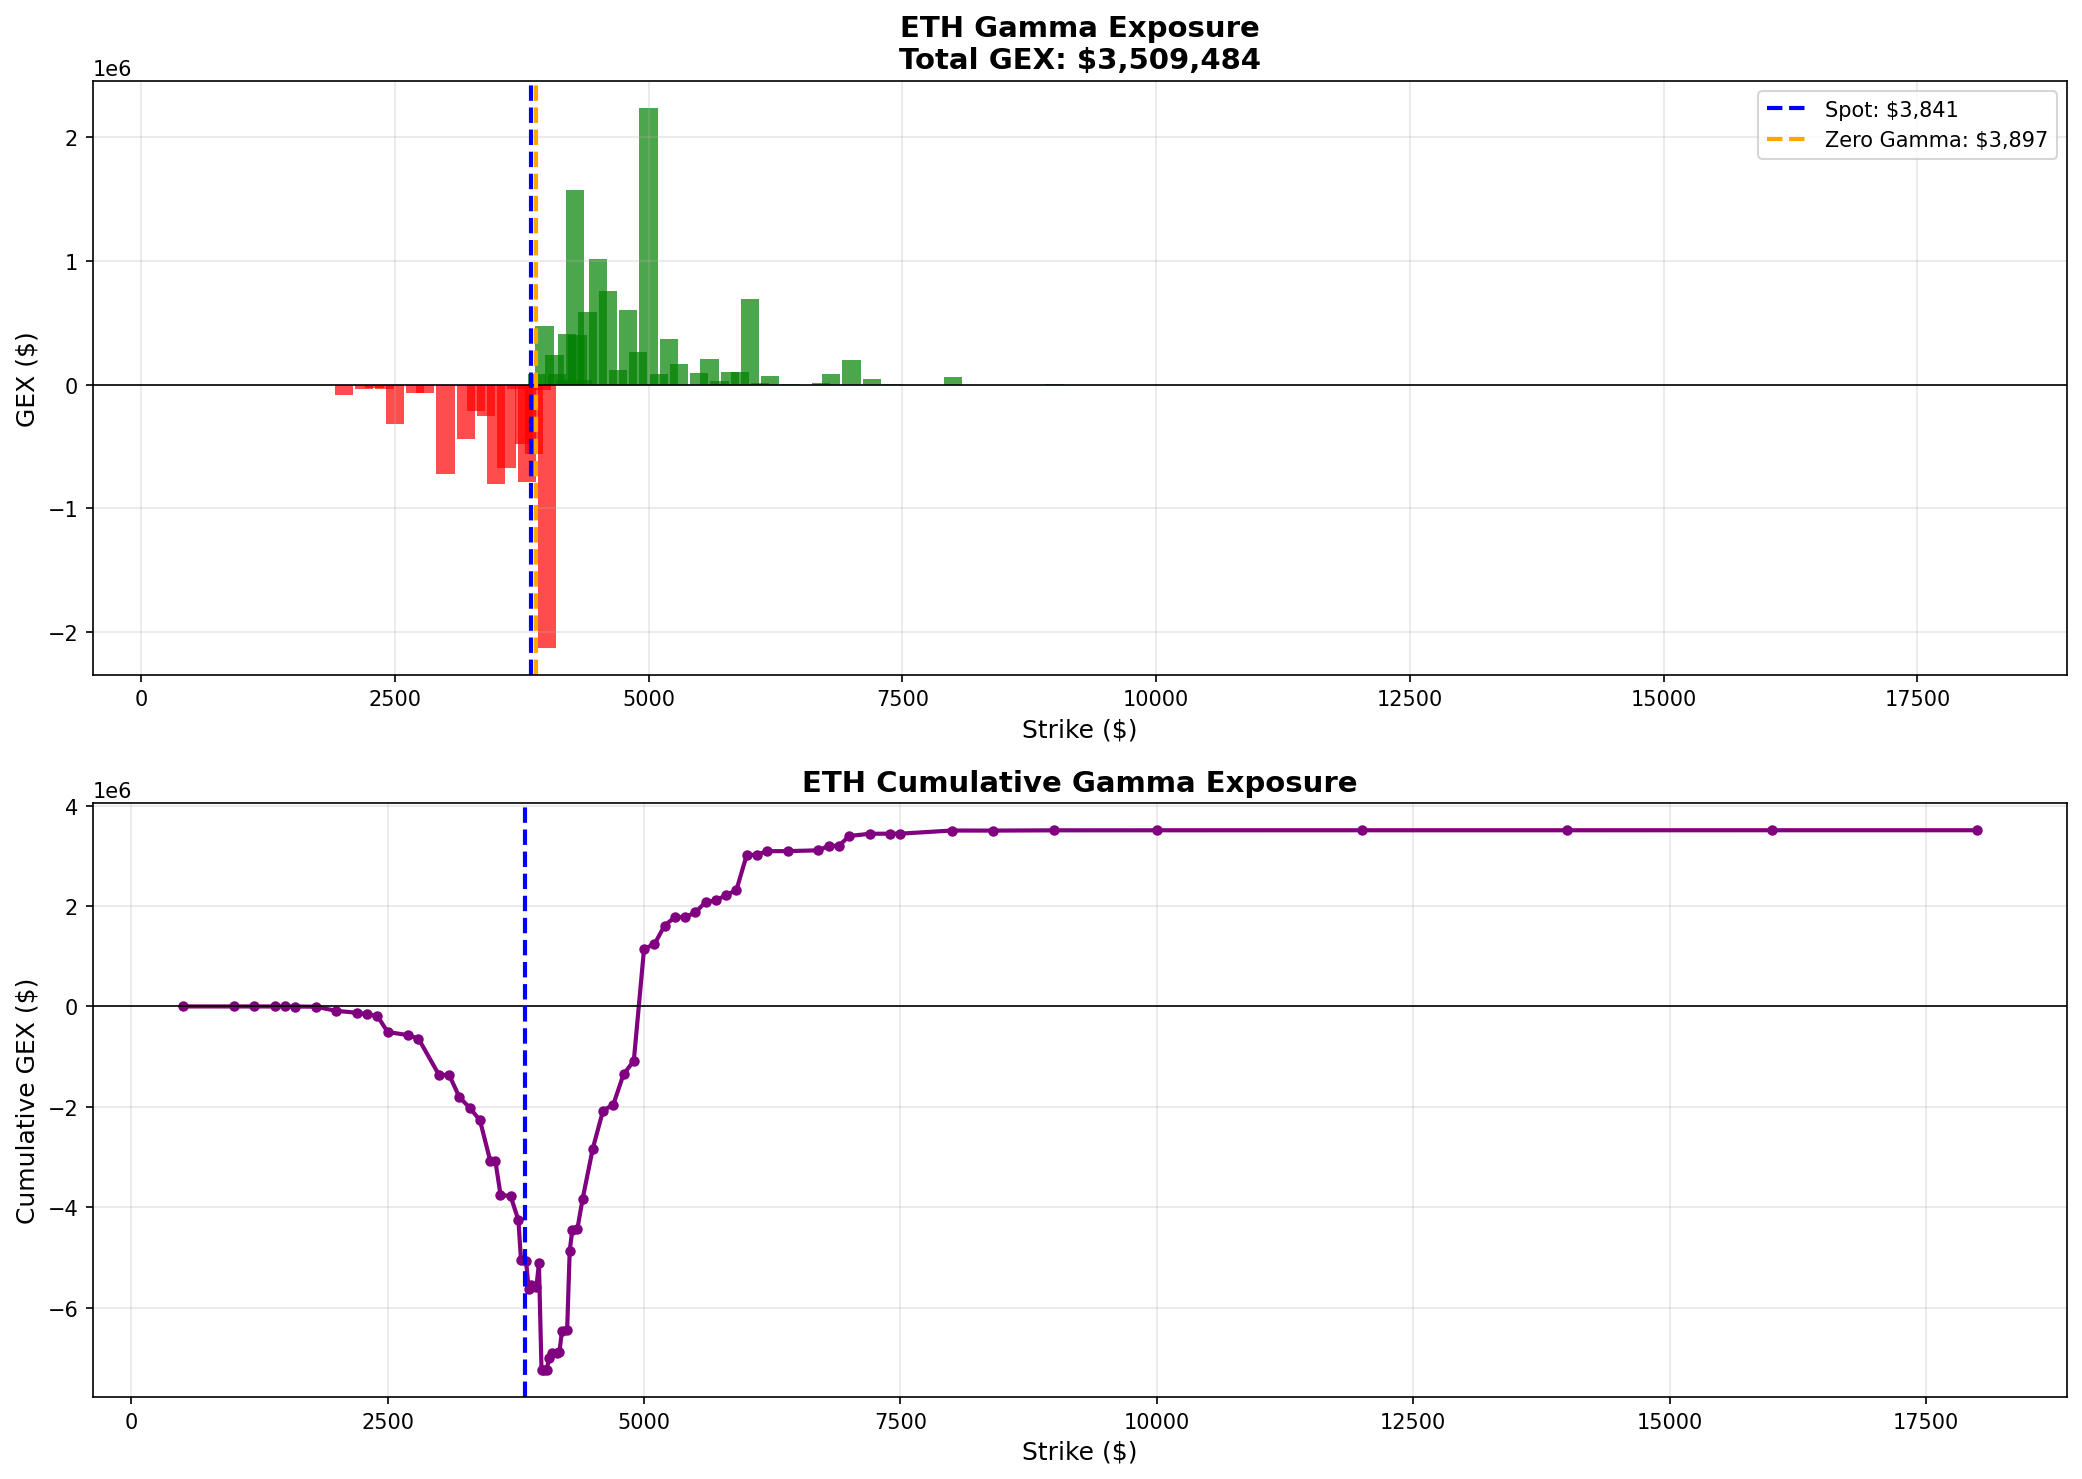 ETH Gamma Exposure
Total GEX: $3,509,484
1e6
Spot: $3,841
Zero Gamma: $3,897
2
1
0
−1
−2
GEX ($)
0 2500 5000 7500 10000 12500 15000 17500
Strike ($)
ETH Cumulative Gamma Exposure
1e6
4
2
0
−2
−4
−6
Cumulative GEX ($)
0 2500 5000 7500 10000 12500 15000 17500
Strike ($)